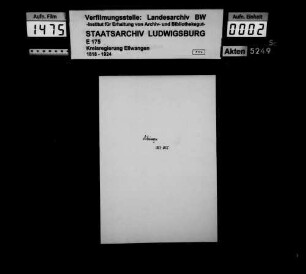 Aufn. Film
1475
Verfilmungsstelle: Landesarchiv BW
-Institut für Erhaltung von Archiv- und Bibliotheksgut-
STAATSARCHIV LUDWIGSBURG
E 175
Kreisregierung Ellwangen
1818 - 1924
Aufn. Einheit
0002
Akten 5249